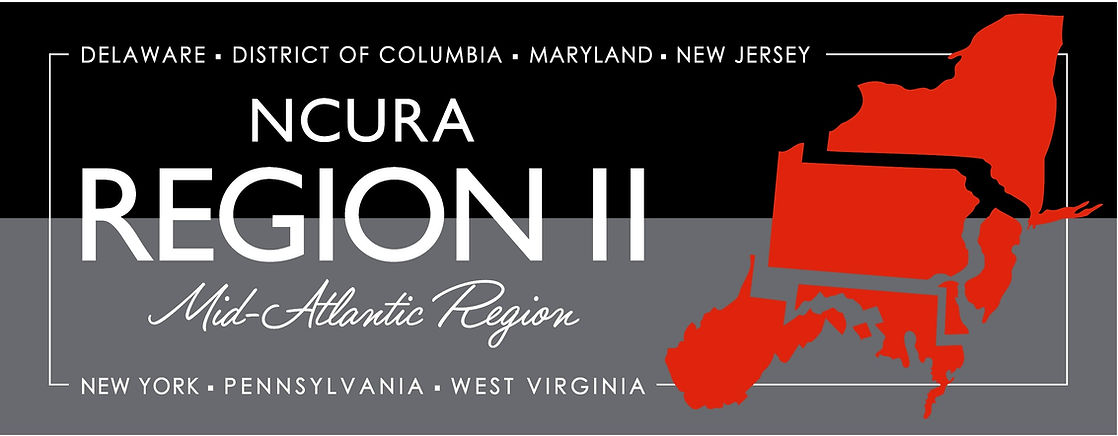 DELAWARE ▪ DISTRICT OF COLUMBIA ▪ MARYLAND ▪ NEW JERSEY
NCURA
REGION II
Mid-Atlantic Region
NEW YORK ▪ PENNSYLVANIA ▪ WEST VIRGINIA